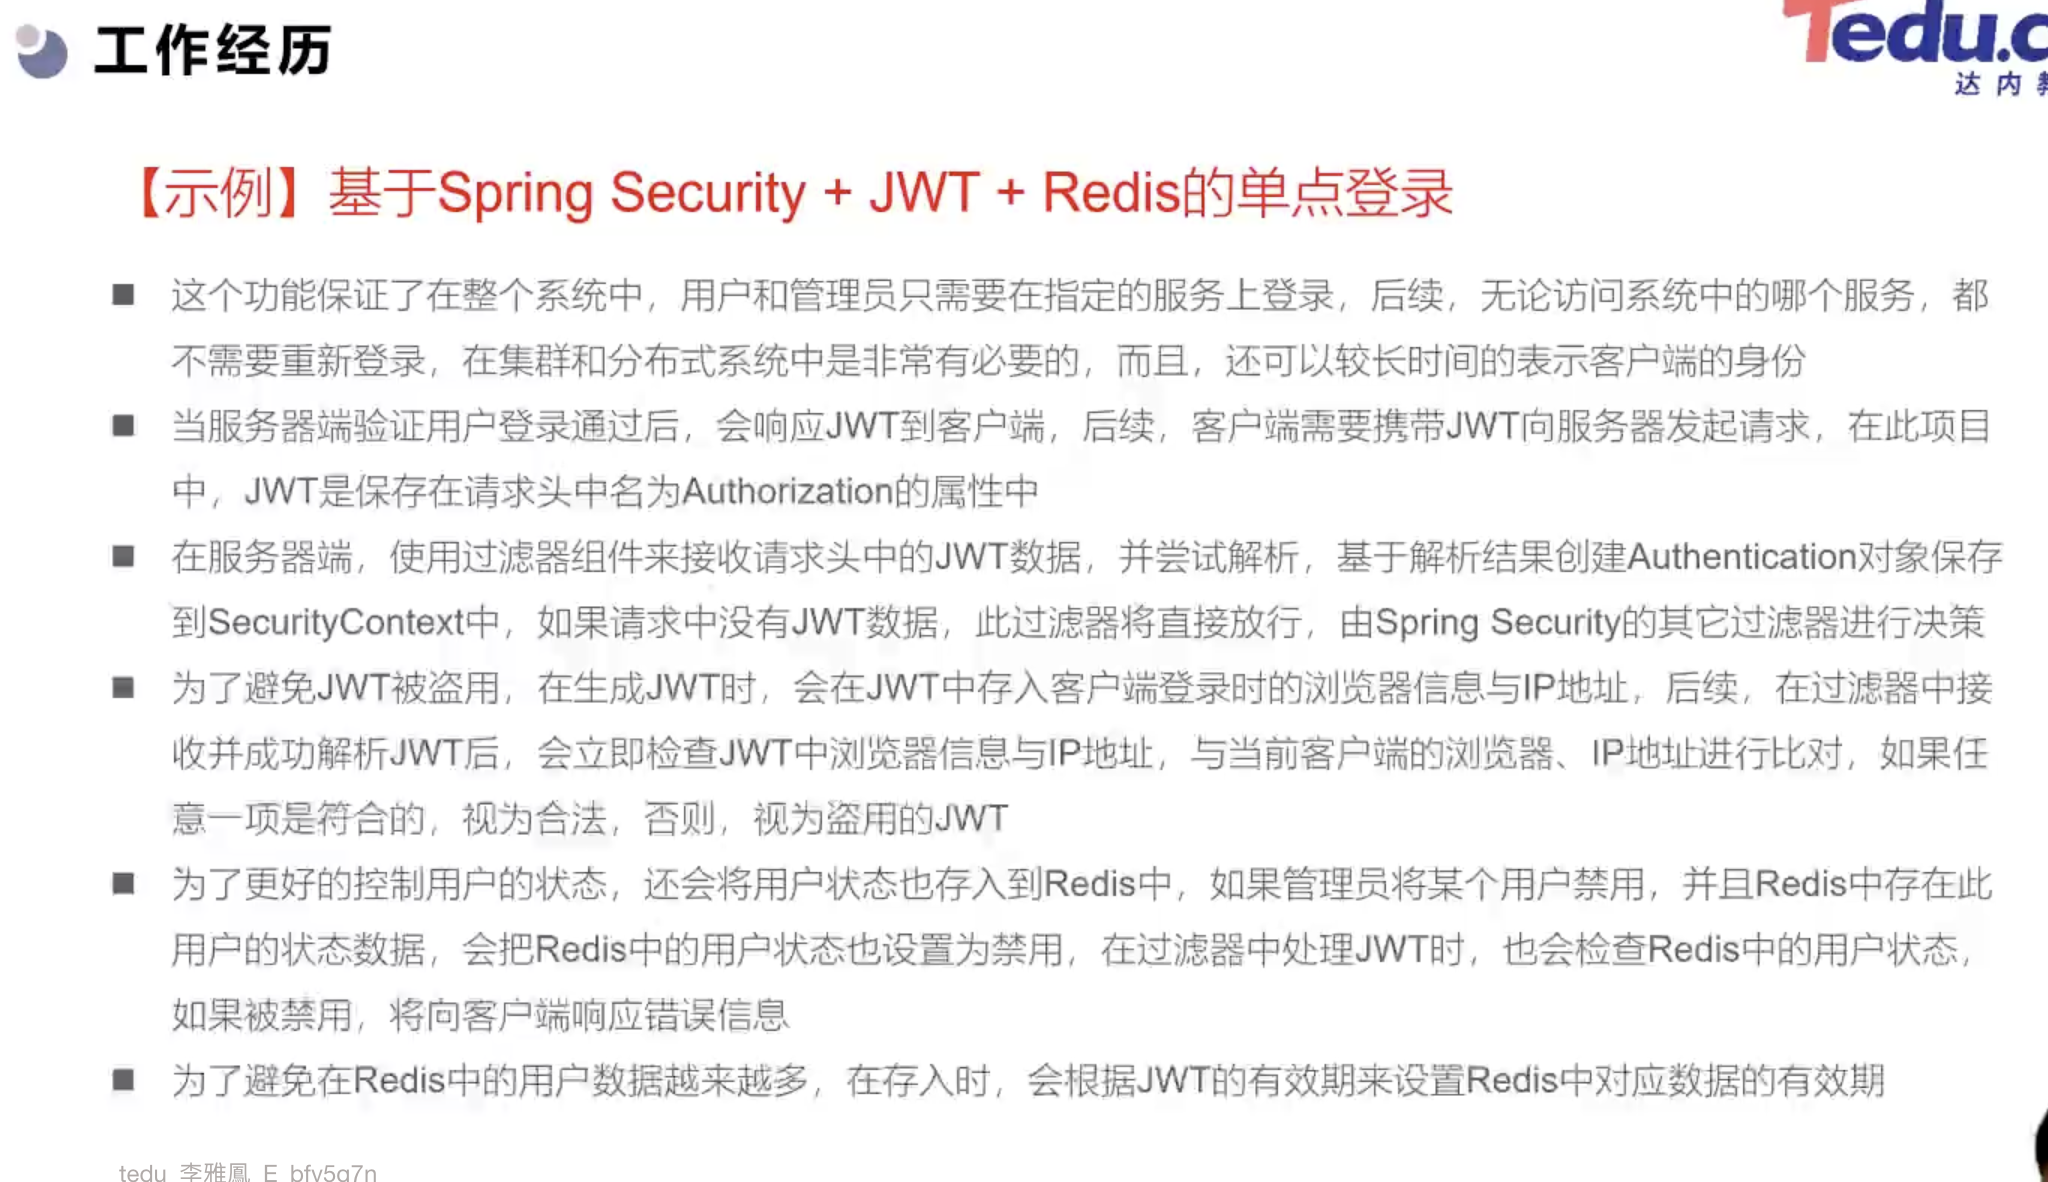 工作经历
Tedu.c
达内教
【示例】基于Spring Security + JWT + Redis的单点登录
■ 这个功能保证了在整个系统中，用户和管理员只需要在指定的服务上登录，后续，无论访问系统中的哪个服务，都
不需要重新登录，在集群和分布式系统中是非常有必要的，而且，还可以较长时间的表示客户端的身份
■ 当服务器端验证用户登录通过后，会响应JWT到客户端，后续，客户端需要携带JWT向服务器发起请求，在此项目
中，JWT是保存在请求头中名为Authorization的属性中
■ 在服务器端，使用过滤器组件来接收请求头中的JWT数据，并尝试解析，基于解析结果创建Authentication对象保存
到SecurityContext中，如果请求中没有JWT数据，此过滤器将直接放行，由Spring Security的其它过滤器进行决策
■ 为了避免JWT被盗用，在生成JWT时，会在JWT中存入客户端登录时的浏览器信息与IP地址，后续，在过滤器中接
收并成功解析JWT后，会立即检查JWT中浏览器信息与IP地址，与当前客户端的浏览器、IP地址进行比对，如果任
意一项是符合的，视为合法，否则，视为盗用的JWT
■ 为了更好的控制用户的状态，还会将用户状态也存入到Redis中，如果管理员将某个用户禁用，并且Redis中存在此
用户的状态数据，会把Redis中的用户状态也设置为禁用，在过滤器中处理JWT时，也会检查Redis中的用户状态，
如果被禁用，将向客户端响应错误信息
■ 为了避免在Redis中的用户数据越来越多，在存入时，会根据JWT的有效期来设置Redis中对应数据的有效期
tedu_李雅鳳_E_bfv5g7n